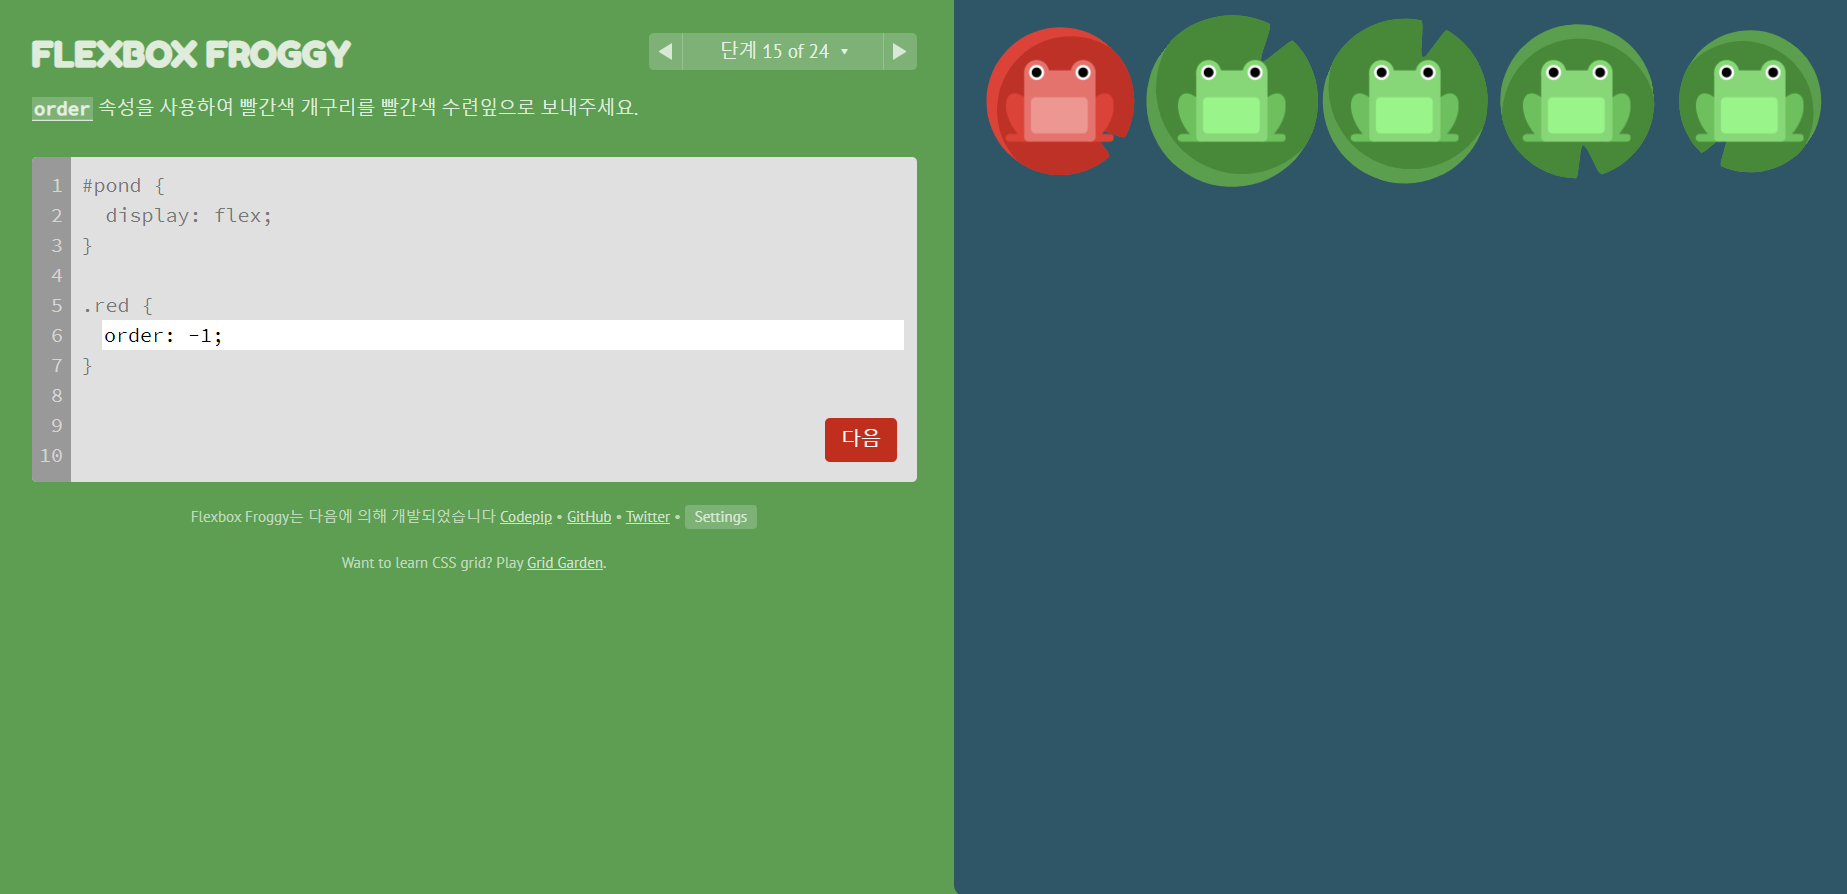 FLEXBOX FROGGY
◀ 단계 15 of 24 ▾ ▶
order 속성을 사용하여 빨간색 개구리를 빨간색 수련잎으로 보내주세요.
1 #pond {
2 display: flex;
3 }
4
5 .red {
6 order: -1;
7 }
8
9
10
다음
Flexbox Froggy는 다음에 의해 개발되었습니다 Codepip • GitHub • Twitter • Settings
Want to learn CSS grid? Play Grid Garden.